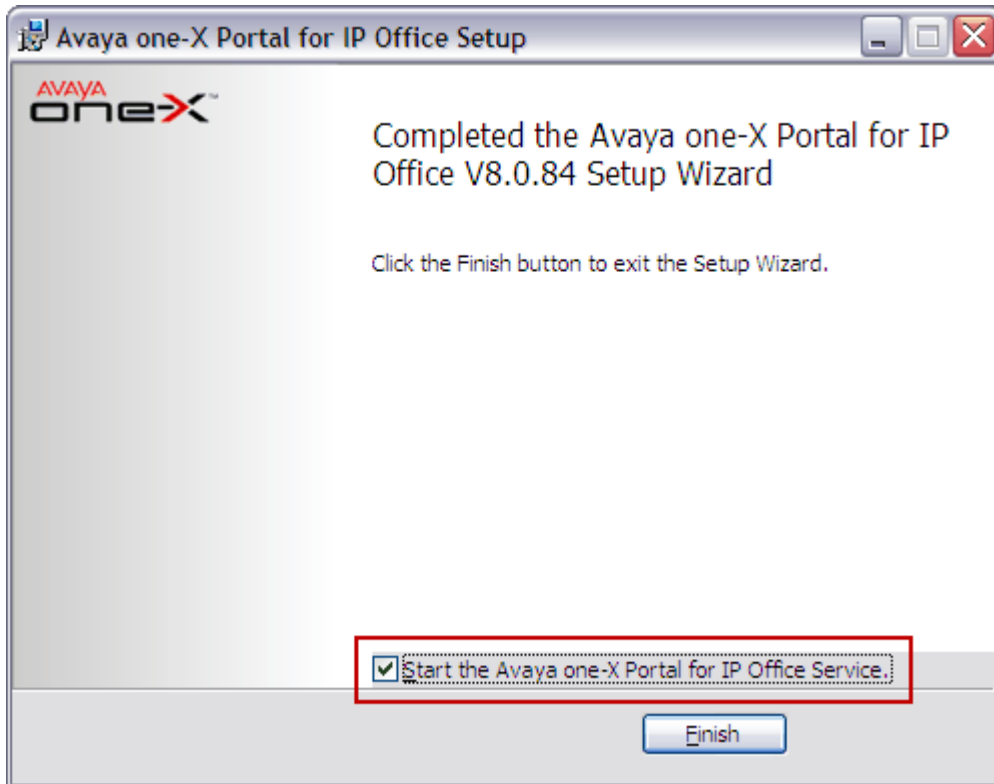 Avaya one-X Portal for IP Office Setup
AVAYA
one-X™
Completed the Avaya one-X Portal for IP
Office V8.0.84 Setup Wizard
Click the Finish button to exit the Setup Wizard.
Start the Avaya one-X Portal for IP Office Service.
Finish